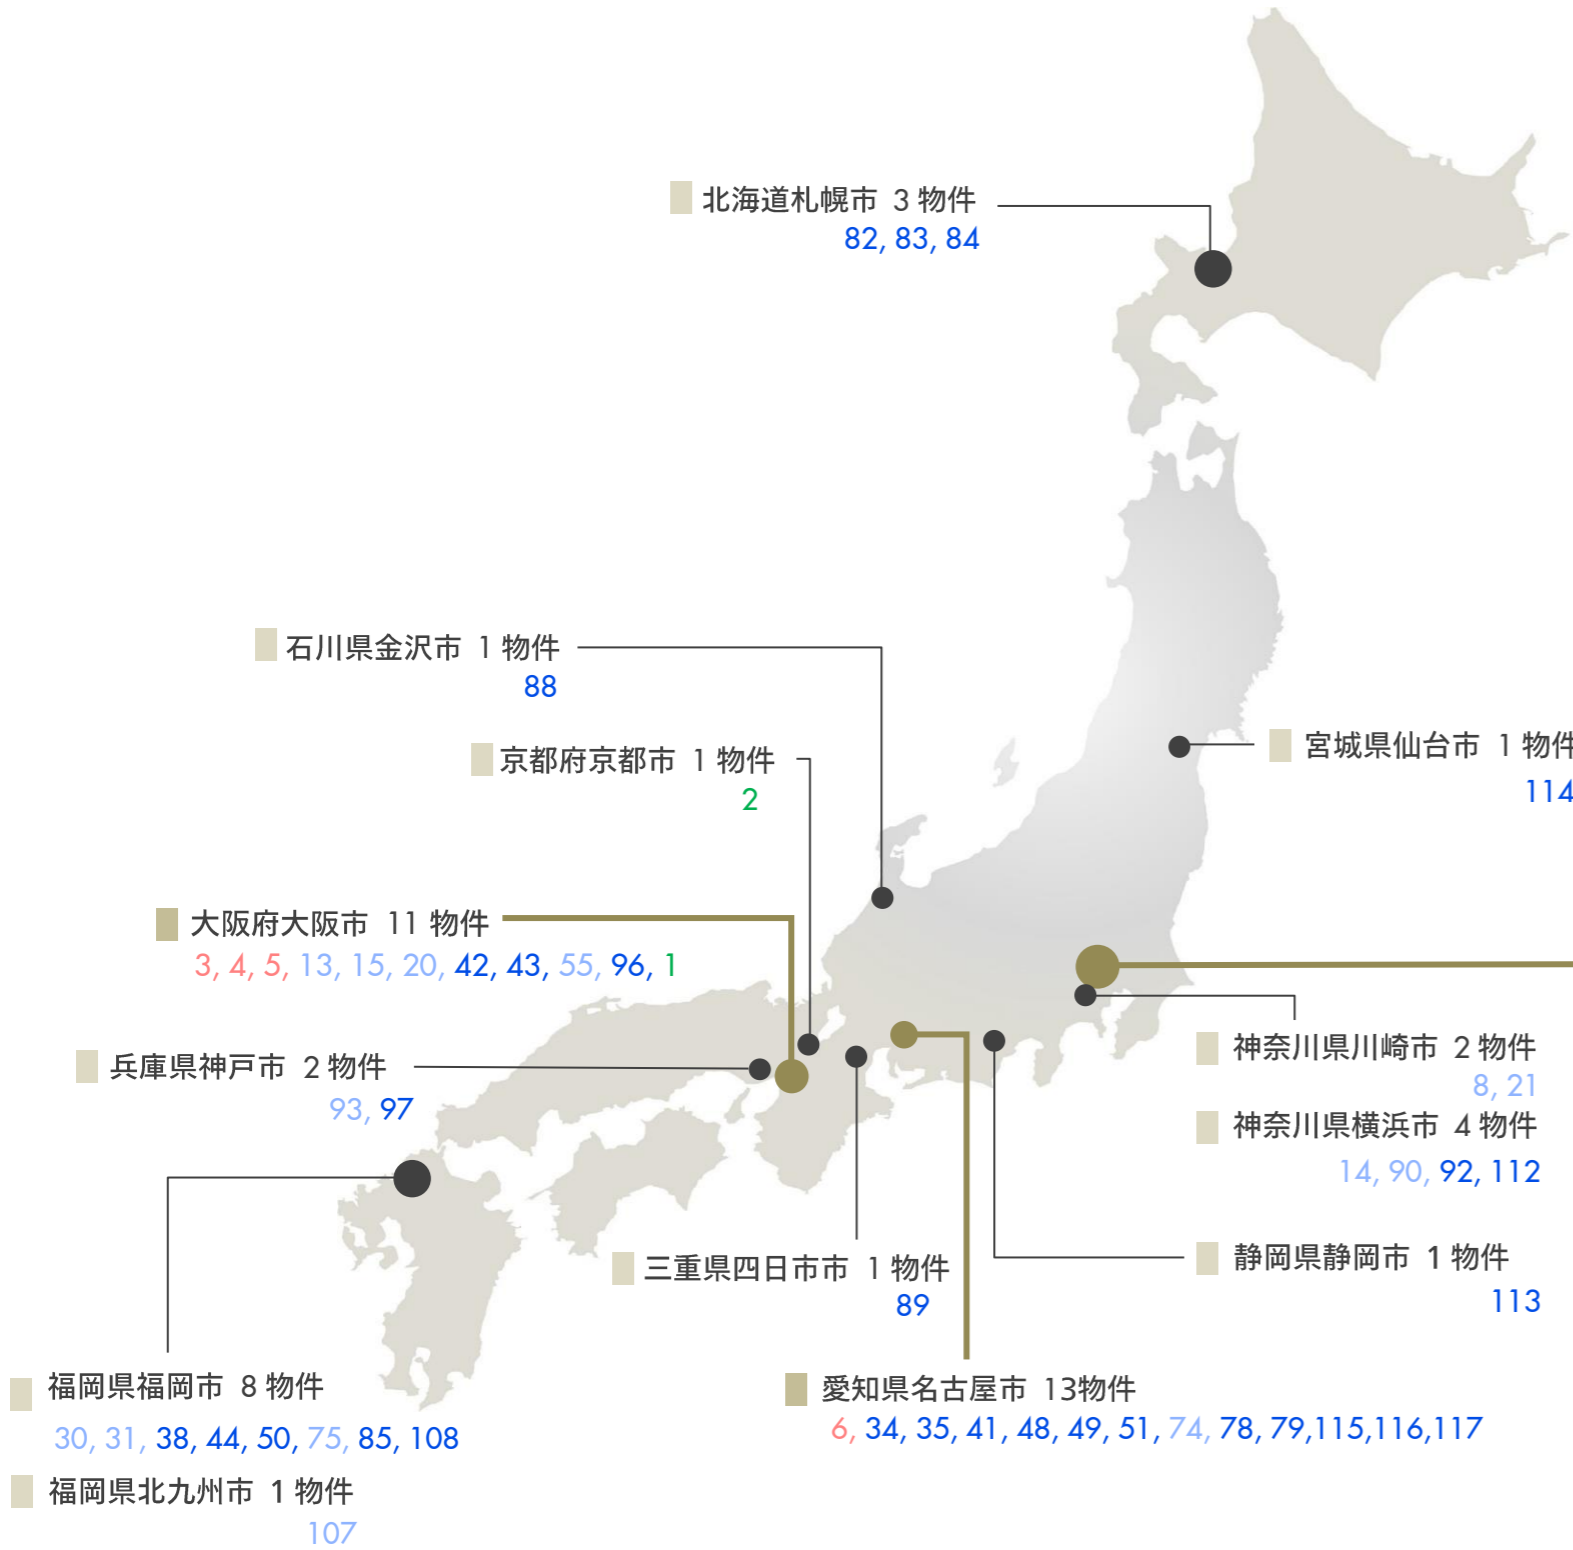 北海道札幌市 3 物件
82, 83, 84
石川県金沢市 1 物件
88
京都府京都市 1 物件
2
宮城県仙台市 1 物件
114
大阪府大阪市 11 物件
3, 4, 5, 13, 15, 20, 42, 43, 55, 96, 1
兵庫県神戸市 2 物件
93, 97
神奈川県川崎市 2 物件
8, 21
神奈川県横浜市 4 物件
14, 90, 92, 112
三重県四日市市 1 物件
89
静岡県静岡市 1 物件
113
福岡県福岡市 8 物件
30, 31, 38, 44, 50, 75, 85, 108
愛知県名古屋市 13物件
6, 34, 35, 41, 48, 49, 51, 74, 78, 79,115,116,117
福岡県北九州市 1 物件
107